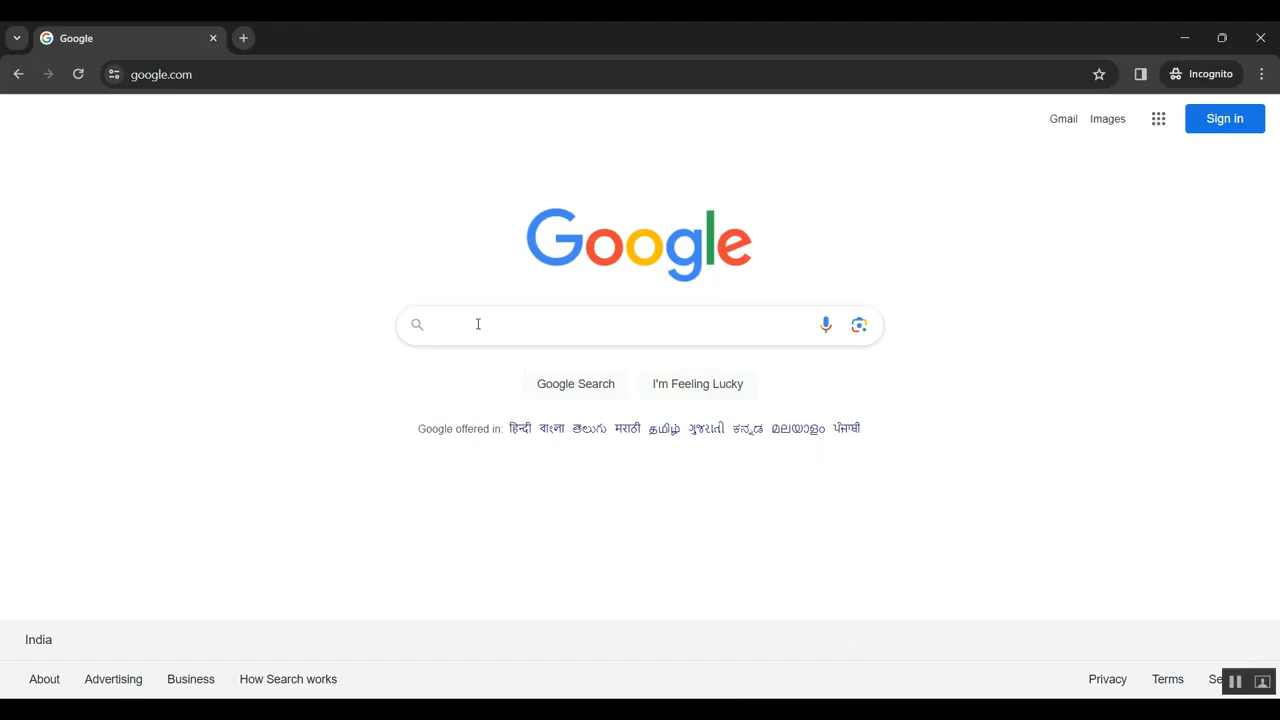 Google
google.com
Incognito
Gmail Images Sign in
Google
Google Search I'm Feeling Lucky
Google offered in: हिन्दी বাংলা తెలుగు मराठी தமிழ் ગુજરાતી ಕನ್ನಡ മലയാളം ਪੰਜਾਬੀ
India
About Advertising Business How Search works Privacy Terms